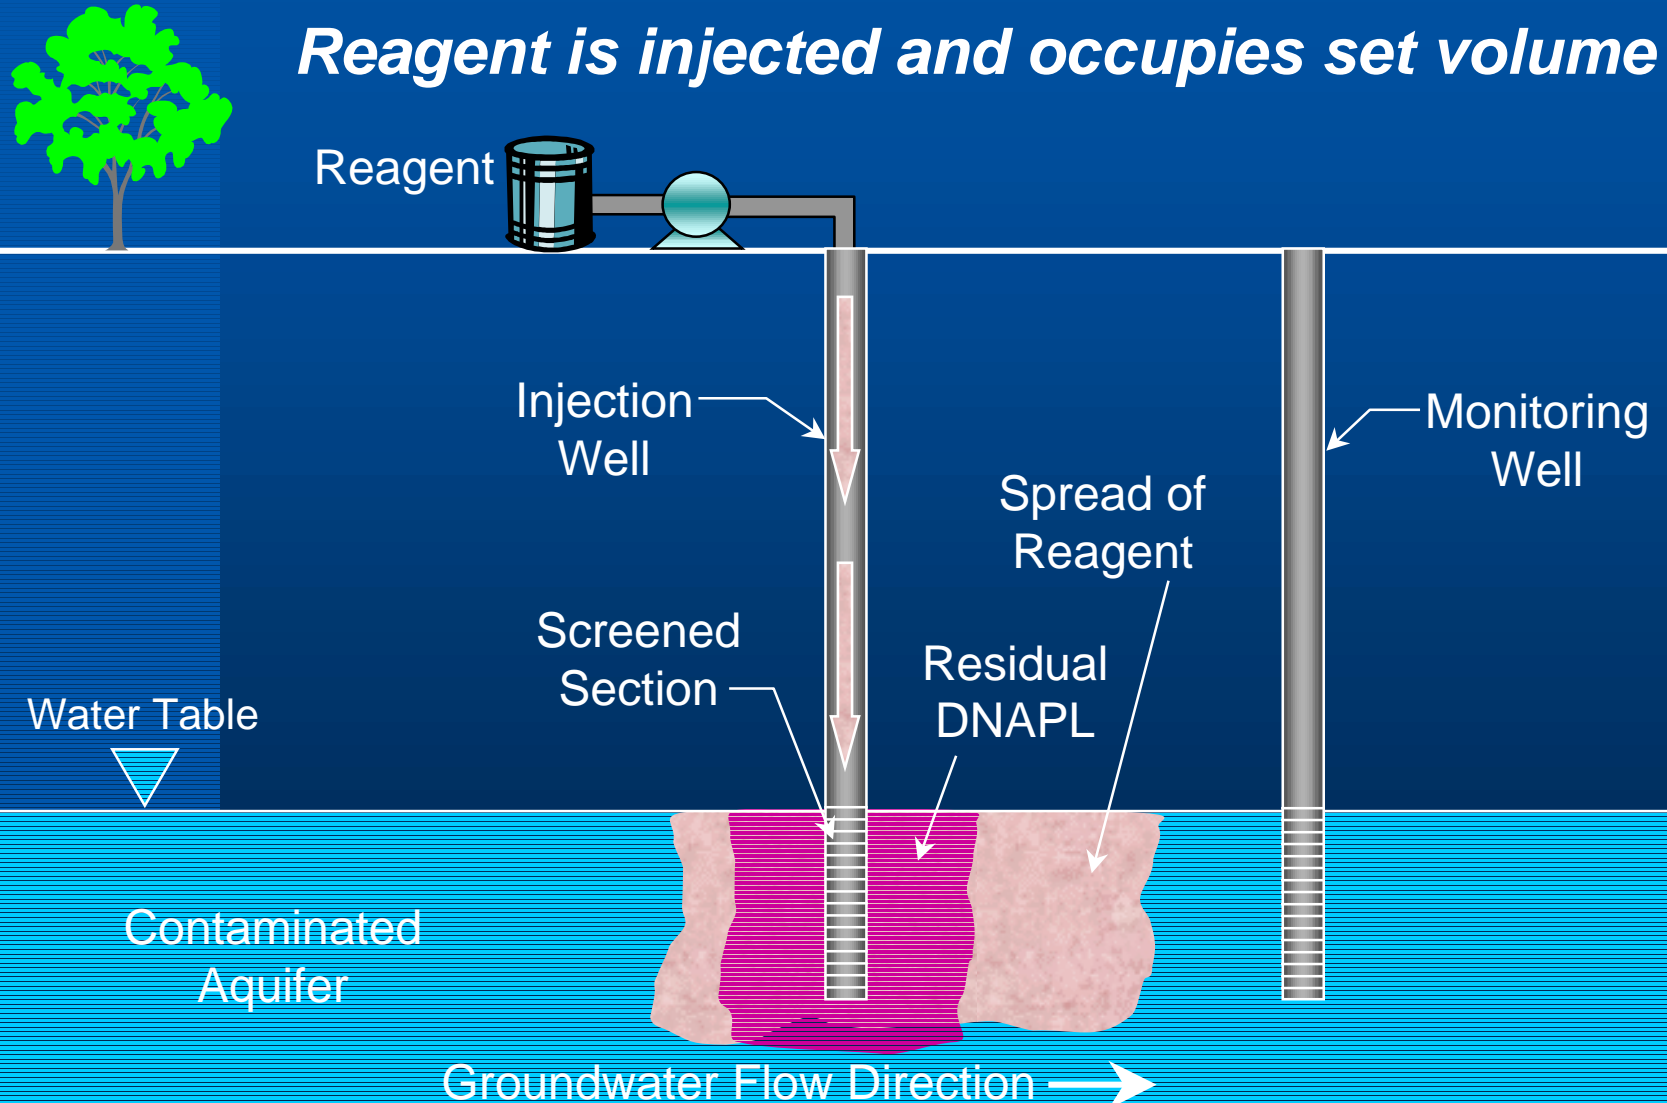 Reagent is injected and occupies set volume
Reagent
Injection
Well
Monitoring
Well
Spread of
Reagent
Screened
Section
Residual
DNAPL
Water Table
Contaminated
Aquifer
Groundwater Flow Direction